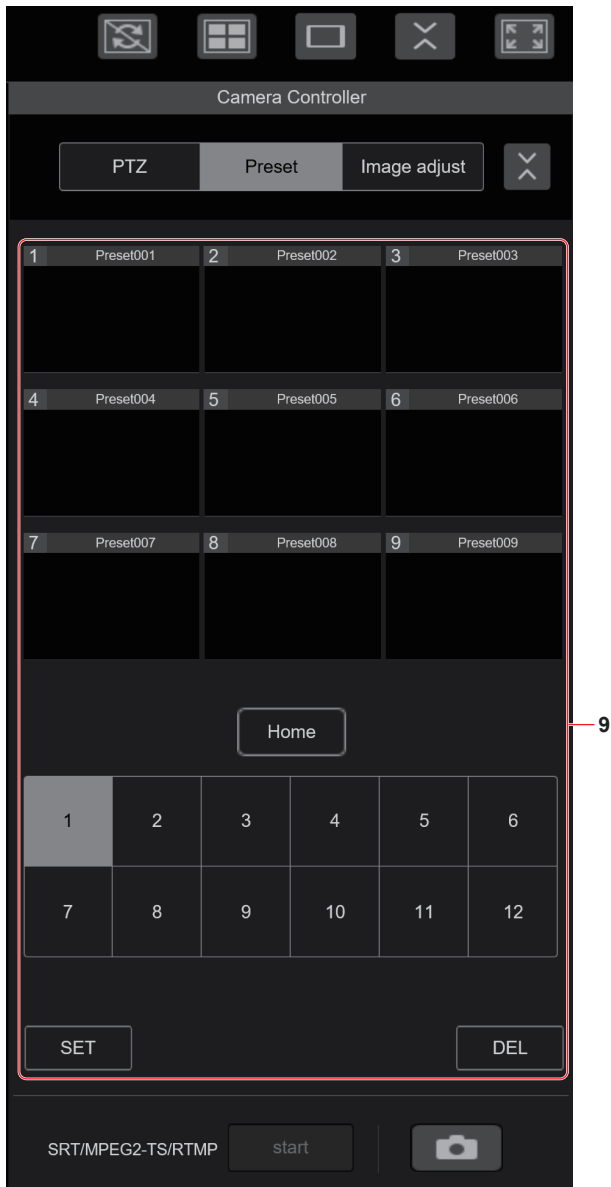 Camera Controller
PTZ Preset Image adjust
1 Preset001 2 Preset002 3 Preset003
4 Preset004 5 Preset005 6 Preset006
7 Preset007 8 Preset008 9 Preset009
9
Home
1 2 3 4 5 6
7 8 9 10 11 12
SET DEL
SRT/MPEG2-TS/RTMP start